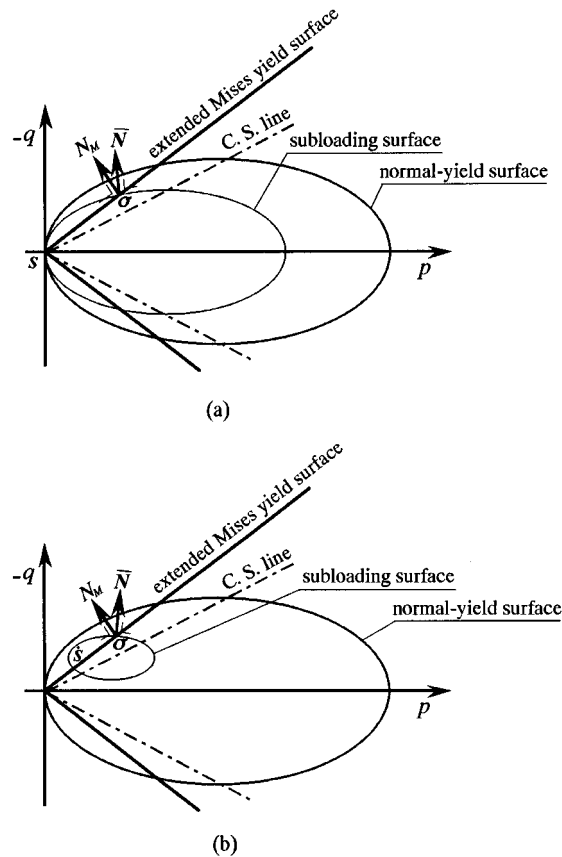 extended Mises yield surface
C. S. line
subloading surface
normal-yield surface
-q
N_M
N̄
σ
s
p
(a)
extended Mises yield surface
C. S. line
subloading surface
normal-yield surface
-q
N_M
N̄
σ
s
p
(b)